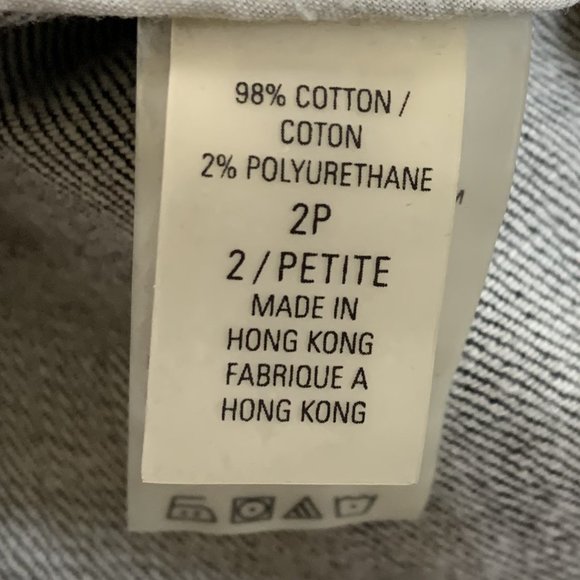 98% COTTON /
COTON
2% POLYURETHANE
2P
2 / PETITE
MADE IN
HONG KONG
FABRIQUE A
HONG KONG